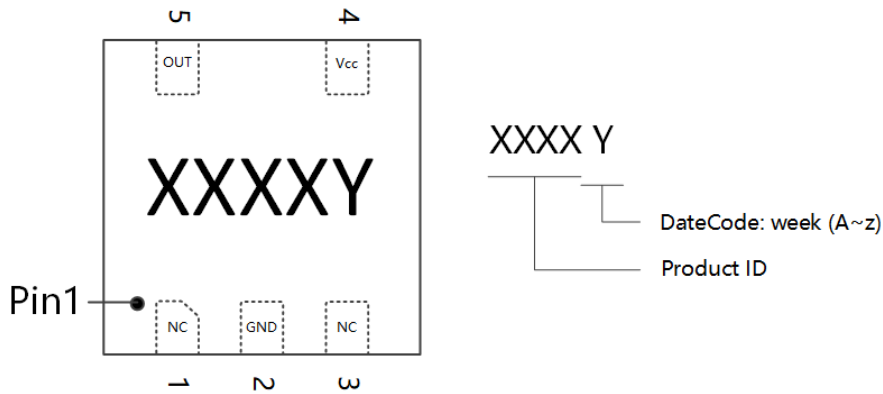 5 4
OUT Vcc
XXXXY
XXXX Y
DateCode: week (A~z)
Product ID
Pin1
NC GND NC
1 2 3